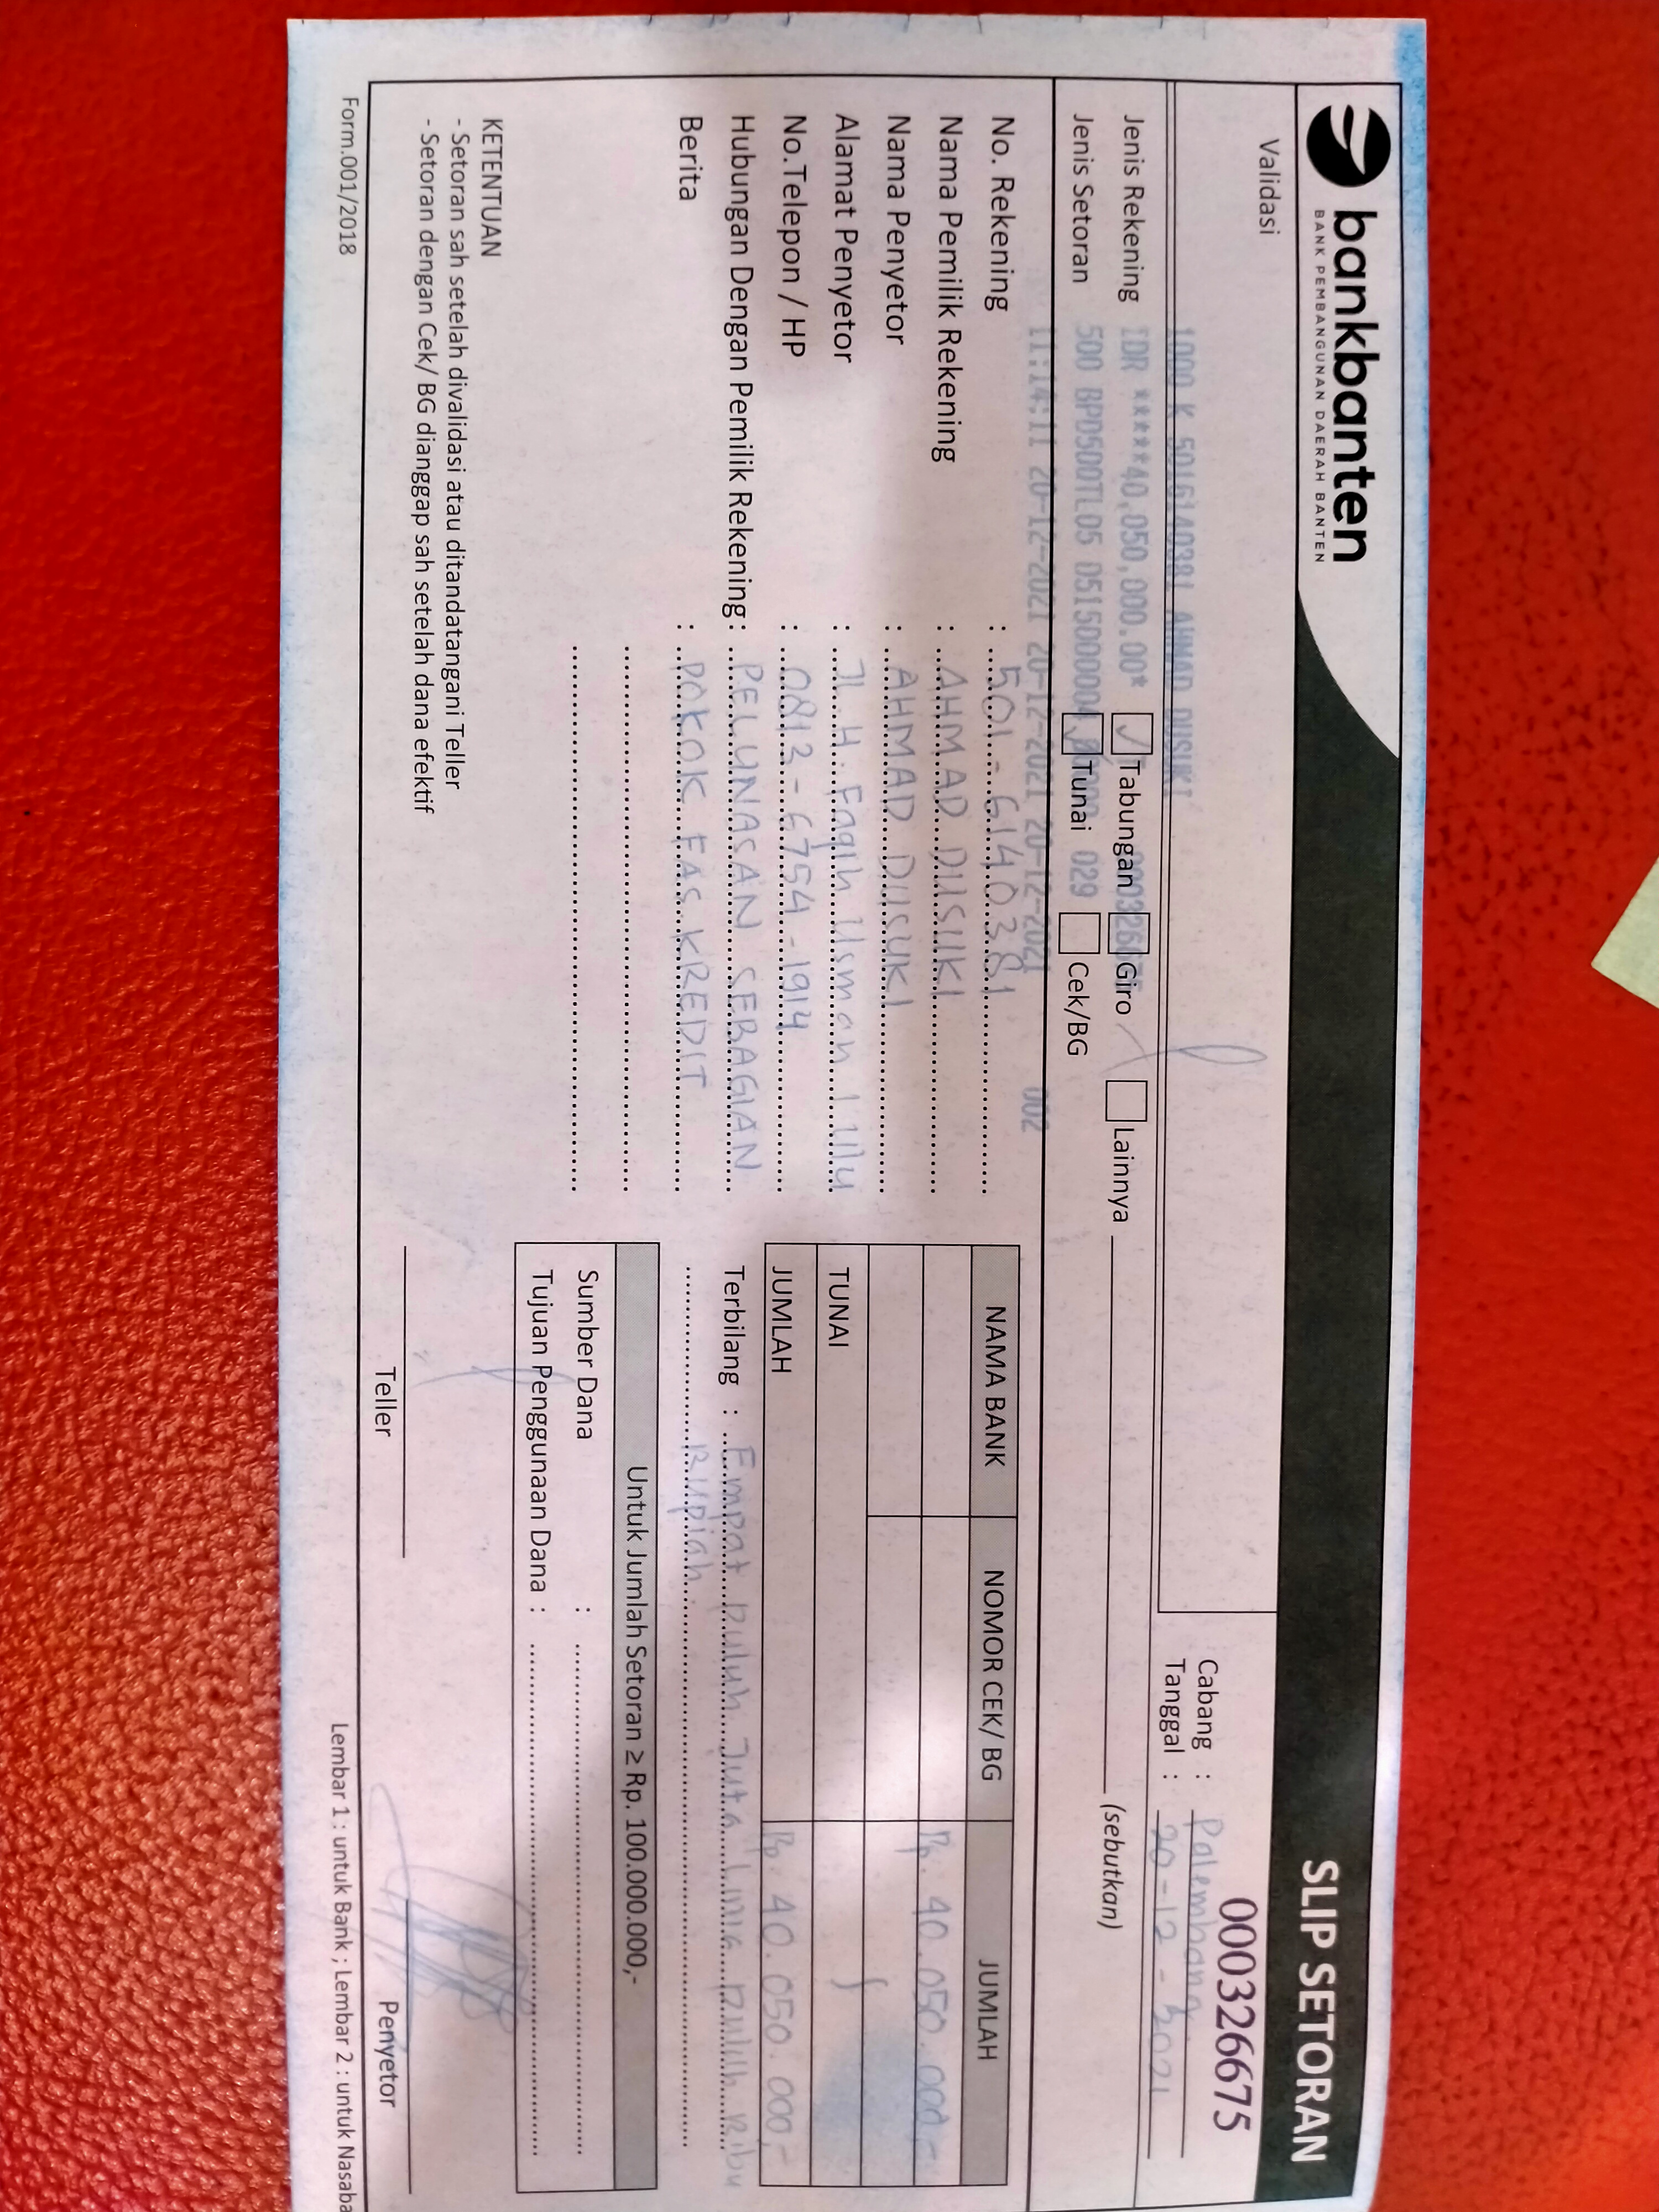 bankbanten
BANK PEMBANGUNAN DAERAH BANTEN
SLIP SETORAN
000326675
Validasi
Cabang : Palembang
Tanggal : 20-12-2021
1000 K 5016140381 AHMAD DUSUKI
IDR *****40,050,000.00*
500 BPD500TL05 0515000004 029
11:14:11 20-12-2021 20-12-2021 20-12-2021 002
Jenis Rekening ✓ Tabungan Giro Lainnya (sebutkan)
Jenis Setoran ✓ Tunai Cek/BG
No. Rekening : 501-6140381
Nama Pemilik Rekening : AHMAD DUSUKI
Nama Penyetor : AHMAD DUSUKI
Alamat Penyetor : JL. H. Faqih Usman 1 Ulu
No.Telepon / HP : 0812-6754-1914
Hubungan Dengan Pemilik Rekening : PELUNASAN SEBAGIAN
Berita : POKOK FAS KREDIT
NAMA BANK NOMOR CEK/ BG JUMLAH
Rp. 40.050.000,-
TUNAI
JUMLAH Rp. 40.050.000,-
Terbilang : Empat puluh Juta Lima puluh Ribu
Rupiah.
Untuk Jumlah Setoran ≥ Rp. 100.000.000,-
Sumber Dana :
Tujuan Penggunaan Dana :
KETENTUAN
- Setoran sah setelah divalidasi atau ditandatangani Teller
- Setoran dengan Cek/ BG dianggap sah setelah dana efektif
Teller
Penyetor
Form.001/2018
Lembar 1 : untuk Bank ; Lembar 2 : untuk Nasaba